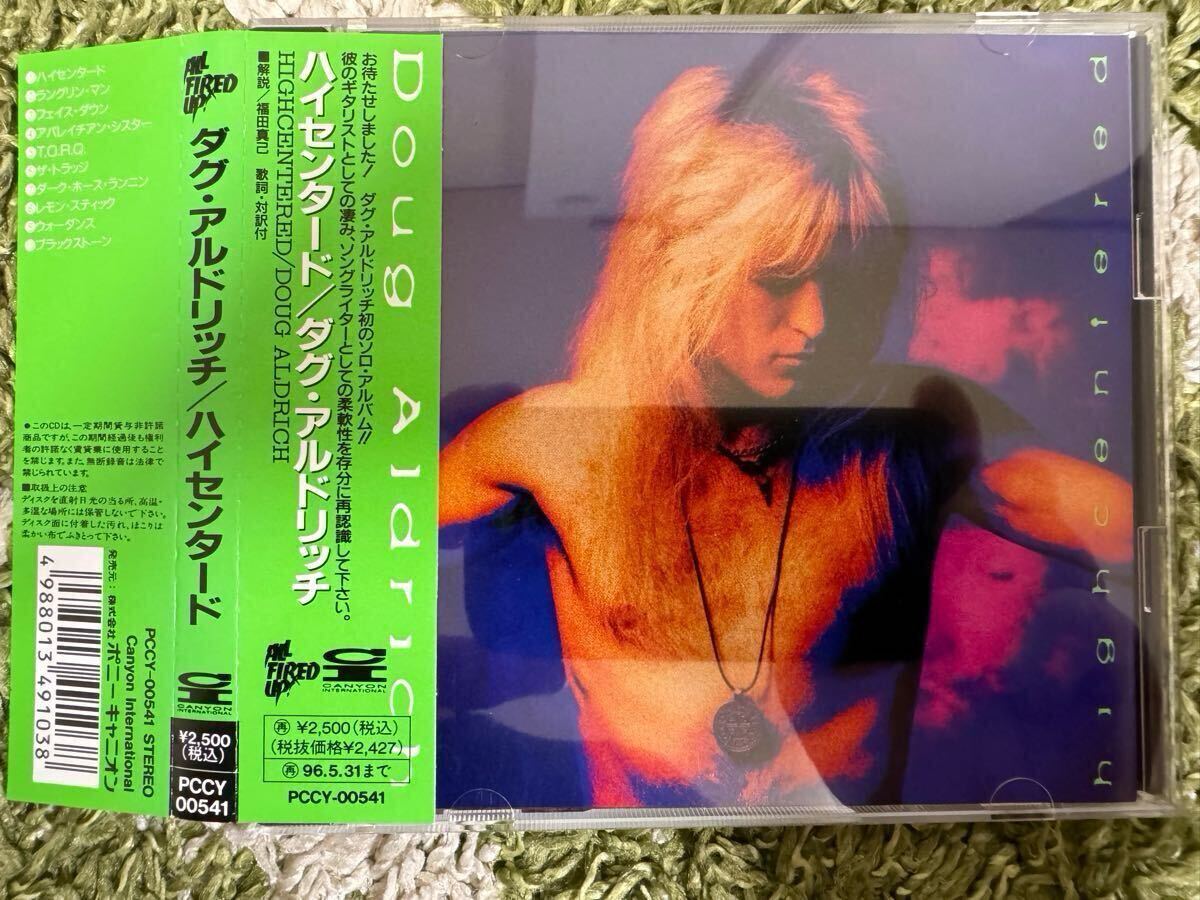 ❶ハイセンタード
❷ラングリン・マン
❸フェイス・ダウン
❹アパレイチアン・シスター
❺T.O.R.Q.
❻ザ・トラッジ
❼ダーク・ホース・ランニン
❽レモン・スティック
❾ウォーダンス
❿ブラックストーン
●このCDは、一定期間貸与非許諾
商品ですが、この期間経過後も権利
者の許諾なく賃貸業に使用すること
を禁じます。また、無断録音は法律で
禁じられています。
■取扱上の注意
ディスクを直射日光の当る所、高温・
多湿な場所には保管しないで下さい。
ディスク面に付着した汚れ、ほこりは
柔かい布でふきとって下さい。
4988013491038
発売元:株式会社ポニーキャニオン
Canyon International
PCCY-00541 STEREO
ALL
FIRED
UP
ダグ・アルドリッチ/ハイセンタード
CANYON
INTERNATIONAL
¥2,500
(税込)
PCCY
00541
お待たせしました! ダグ・アルドリッチ初のソロ・アルバム!!
彼のギタリストとしての凄み、ソングライターとしての柔軟性を存分に再認識して下さい。
ハイセンタード/ダグ・アルドリッチ
HIGHCENTERED/DOUG ALDRICH
■解説/福田真己 歌詞・対訳付
ALL
FIRED
UP
CANYON
INTERNATIONAL
再 ¥2,500(税込)
(税抜価格¥2,427)
再 96.5.31まで
PCCY-00541
Doug Aldrich
highcentered